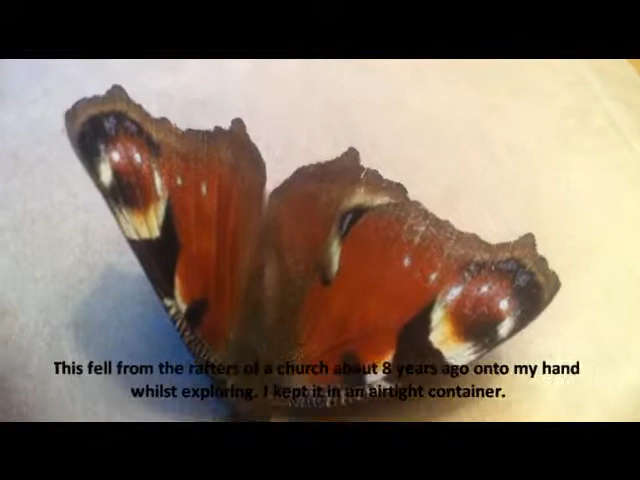 This fell from the rafters of a church about 8 years ago onto my hand
whilst exploring. I kept it in an airtight container.